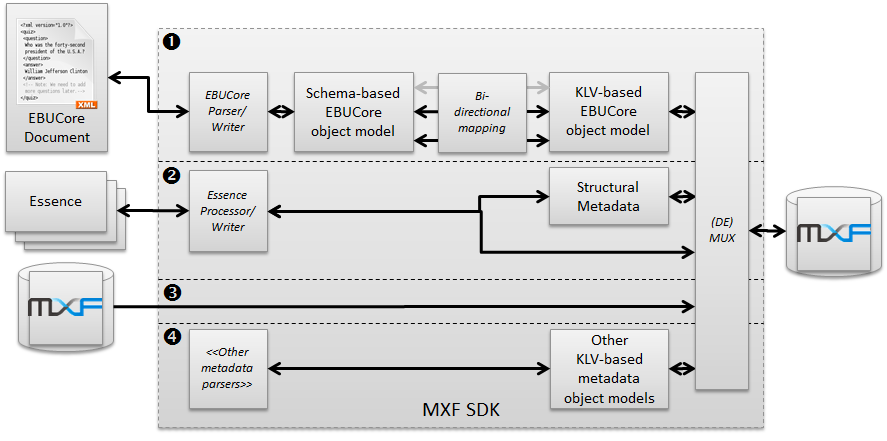 <?xml version="1.0"?>
<quiz>
<question>
Who was the forty-second
president of the U.S.A.?
</question>
<answer>
William Jefferson Clinton
</answer>
<!-- Note: We need to add
more questions later.-->
</quiz>
XML
EBUCore
Document
❶
EBUCore
Parser/
Writer
Schema-based
EBUCore
object model
Bi-
directional
mapping
KLV-based
EBUCore
object model
❷
Essence
Essence
Processor/
Writer
Structural
Metadata
(DE)
MUX
MXF
❸
MXF
❹
<<Other
metadata
parsers>>
Other
KLV-based
metadata
object models
MXF SDK